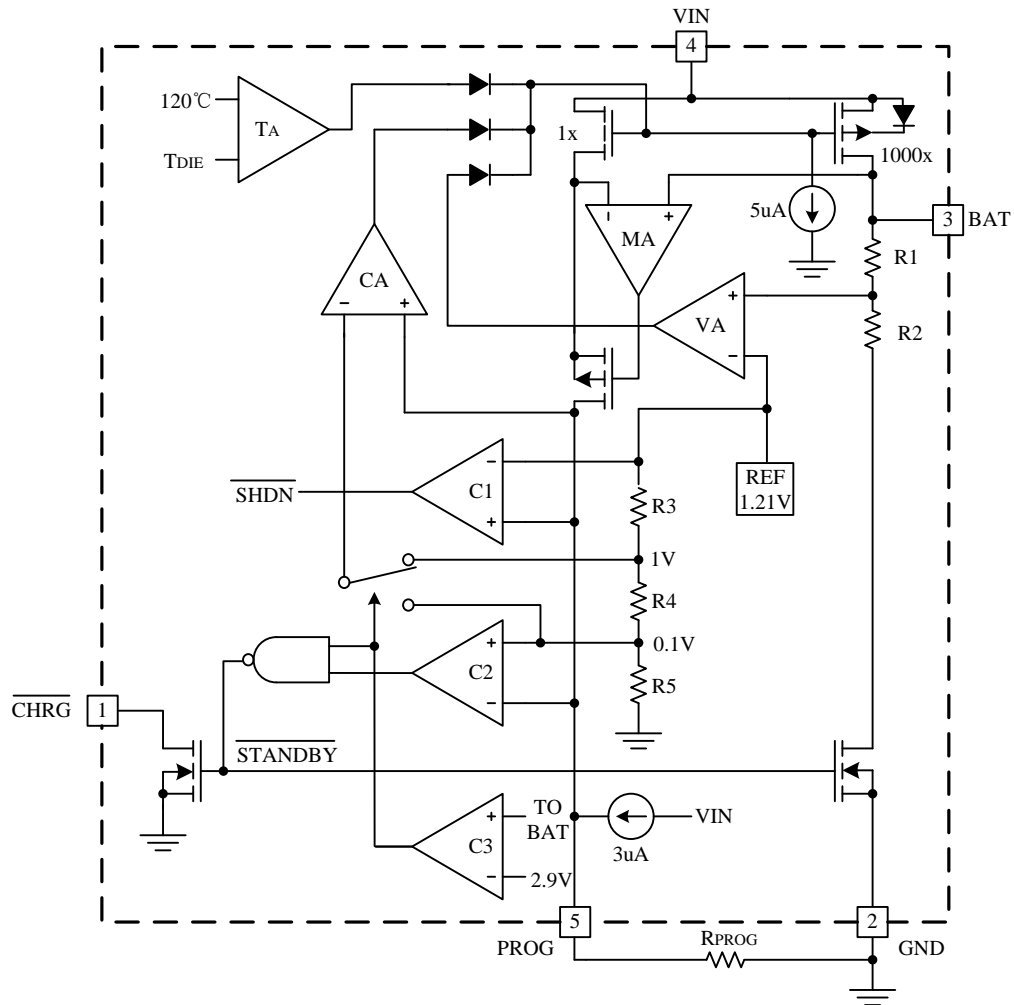 VIN
4
120℃
TA
TDIE
1x
1000x
5uA
3
BAT
MA
R1
CA
VA
R2
− +
+
−
REF
1.21V
SHDN
C1
−
+
R3
1V
R4
0.1V
C2
+
−
R5
CHRG
1
STANDBY
C3
+
−
TO
BAT
2.9V
3uA
VIN
5
PROG
RPROG
2
GND